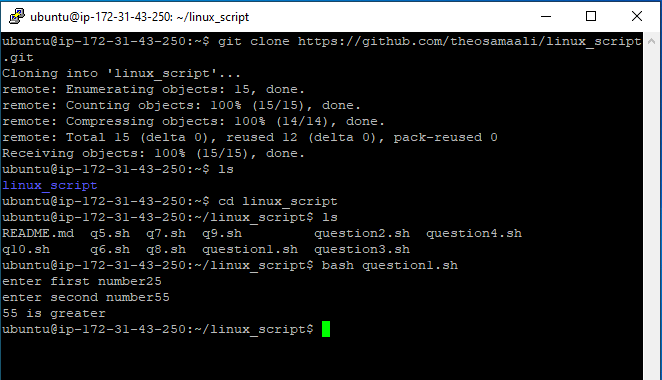 ubuntu@ip-172-31-43-250: ~/linux_script
ubuntu@ip-172-31-43-250:~$ git clone https://github.com/theosamaali/linux_script
.git
Cloning into 'linux_script'...
remote: Enumerating objects: 15, done.
remote: Counting objects: 100% (15/15), done.
remote: Compressing objects: 100% (14/14), done.
remote: Total 15 (delta 0), reused 12 (delta 0), pack-reused 0
Receiving objects: 100% (15/15), done.
ubuntu@ip-172-31-43-250:~$ ls
linux_script
ubuntu@ip-172-31-43-250:~$ cd linux_script
ubuntu@ip-172-31-43-250:~/linux_script$ ls
README.md  q5.sh  q7.sh  q9.sh         question2.sh  question4.sh
q10.sh     q6.sh  q8.sh  question1.sh  question3.sh
ubuntu@ip-172-31-43-250:~/linux_script$ bash question1.sh
enter first number25
enter second number55
55 is greater
ubuntu@ip-172-31-43-250:~/linux_script$